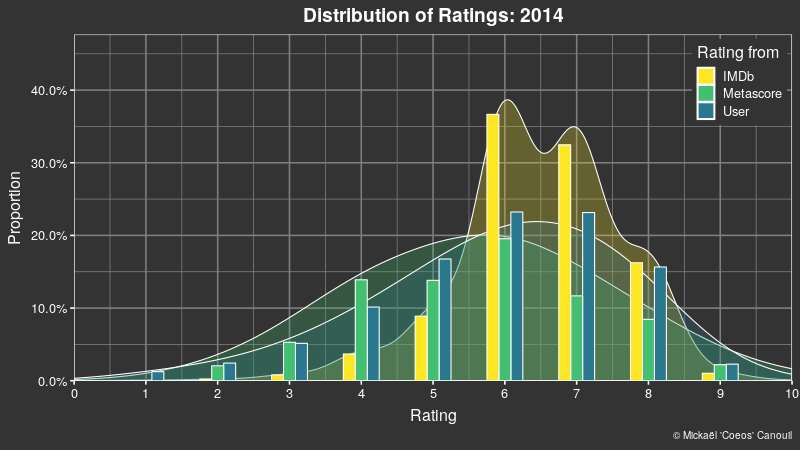 Distribution of Ratings: 2014
Rating from
IMDb
Metascore
User
Proportion
40.0%
30.0%
20.0%
10.0%
0.0%
0 1 2 3 4 5 6 7 8 9 10
Rating
© Mickaël 'Coeos' Canouil